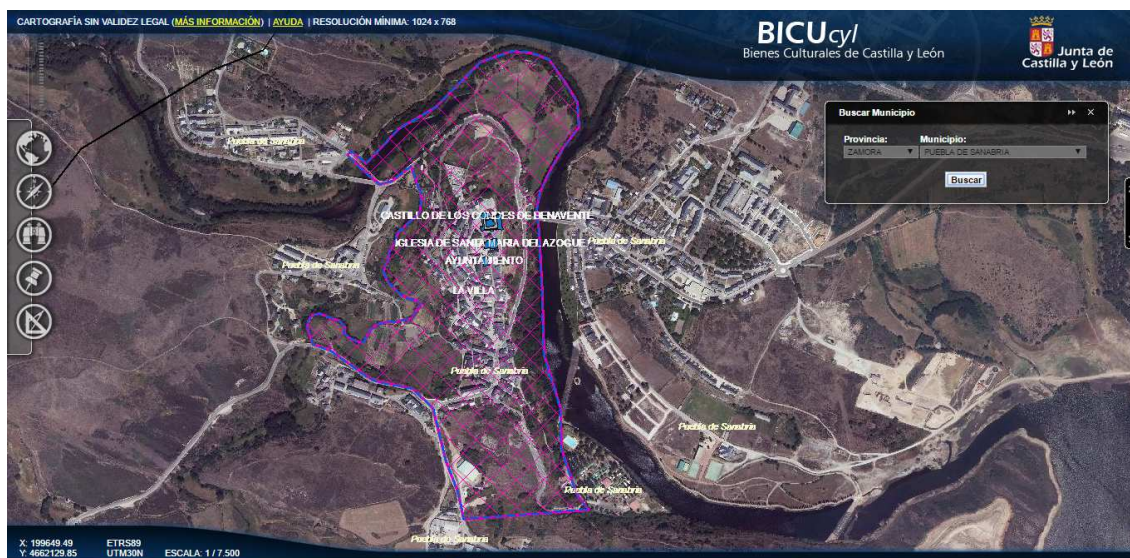 CARTOGRAFÍA SIN VALIDEZ LEGAL (MÁS INFORMACIÓN) | AYUDA | RESOLUCIÓN MÍNIMA: 1024 x 768
BICUcyl
Bienes Culturales de Castilla y León
Junta de
Castilla y León
Buscar Municipio
Provincia: Municipio:
ZAMORA PUEBLA DE SANABRIA
Buscar
Puebla de Sanabria
CASTILLO DE LOS CONDES DE BENAVENTE
IGLESIA DE SANTA MARIA DEL AZOGUE
Puebla de Sanabria
AYUNTAMIENTO
Puebla de Sanabria
LA VILLA
Puebla de Sanabria
Puebla de Sanabria
Puebla de Sanabria
Puebla de Sanabria
X: 199649.49 ETRS89
Y: 4662129.85 UTM30N ESCALA: 1 / 7.500